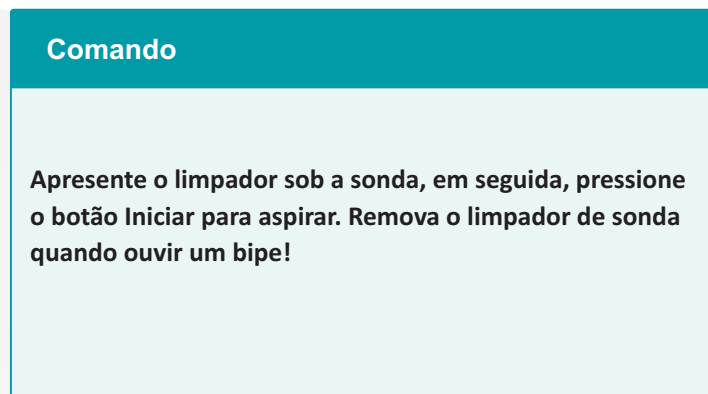 Comando
Apresente o limpador sob a sonda, em seguida, pressione
o botão Iniciar para aspirar. Remova o limpador de sonda
quando ouvir um bipe!